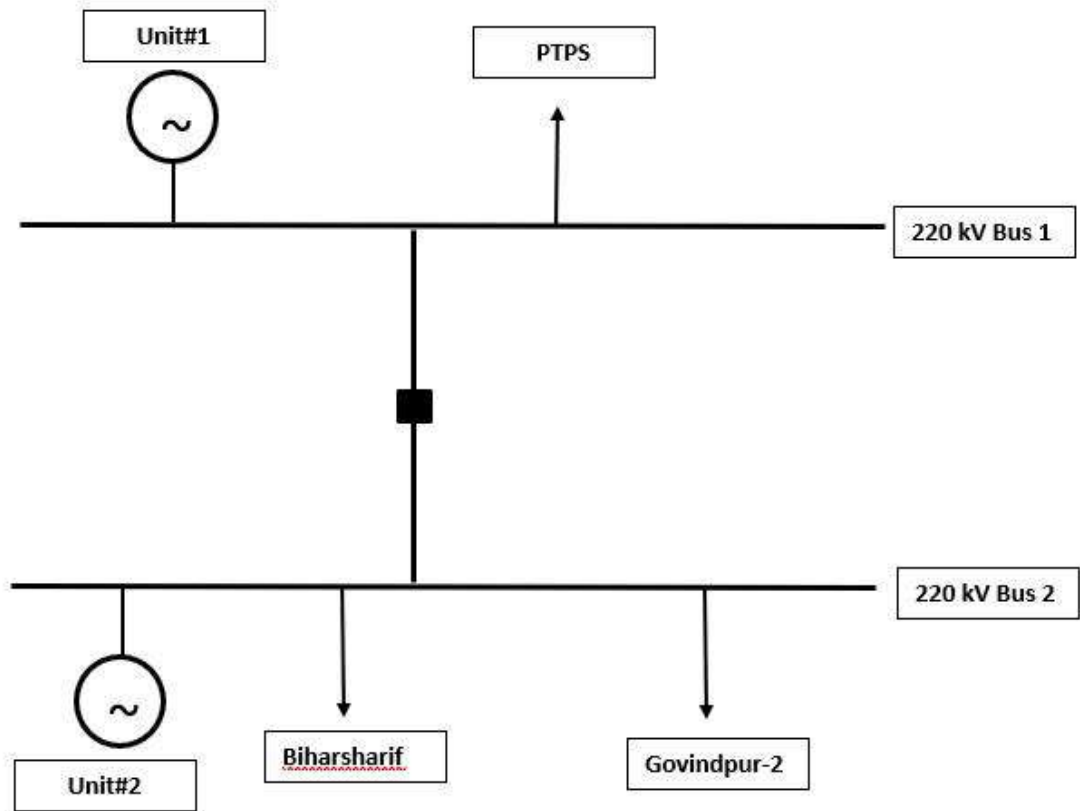 Unit#1
PTPS
~
220 kV Bus 1
220 kV Bus 2
~
Biharsharif
Govindpur-2
Unit#2